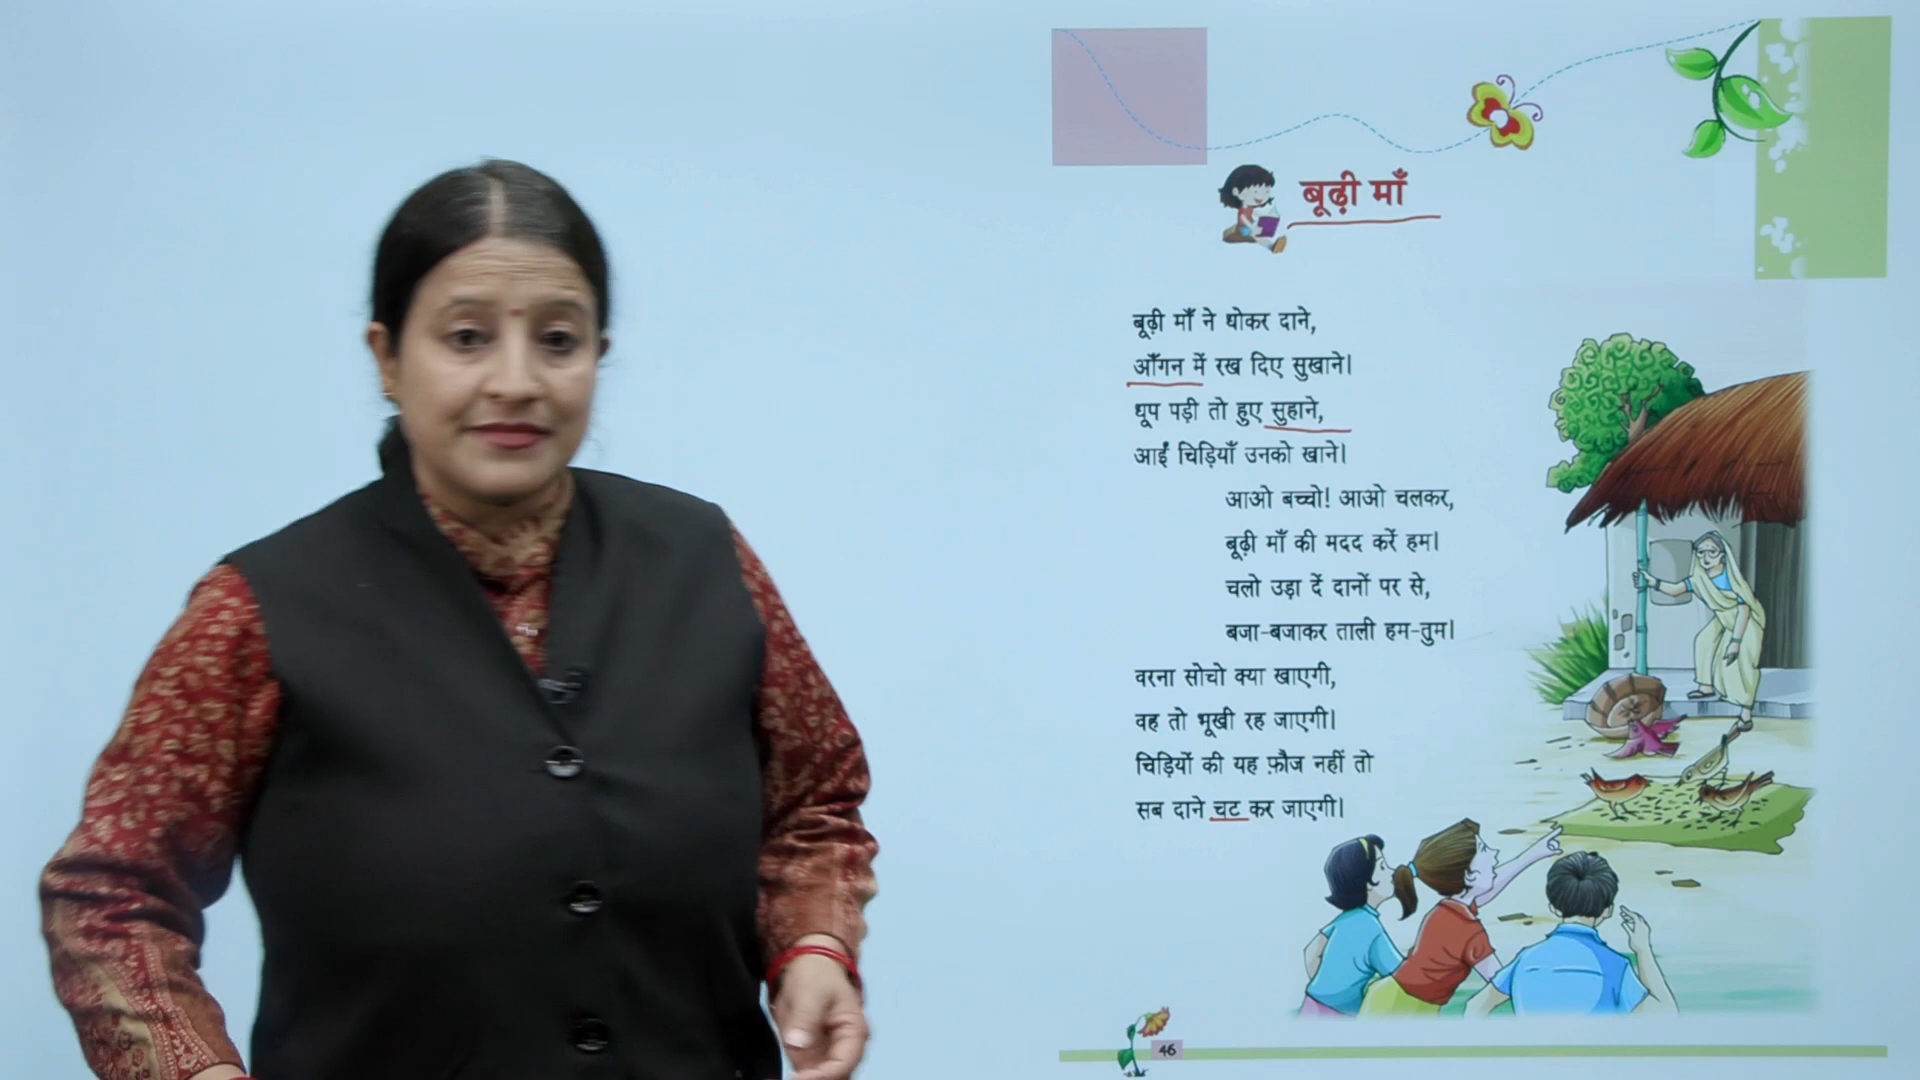 बूढ़ी माँ
बूढ़ी माँ ने धोकर दाने,
आँगन में रख दिए सुखाने।
धूप पड़ी तो हुए सुहाने,
आईं चिड़ियाँ उनको खाने।
आओ बच्चो! आओ चलकर,
बूढ़ी माँ की मदद करें हम।
चलो उड़ा दें दानों पर से,
बजा-बजाकर ताली हम-तुम।
वरना सोचो क्या खाएगी,
वह तो भूखी रह जाएगी।
चिड़ियों की यह फ़ौज नहीं तो
सब दाने चट कर जाएगी।
46